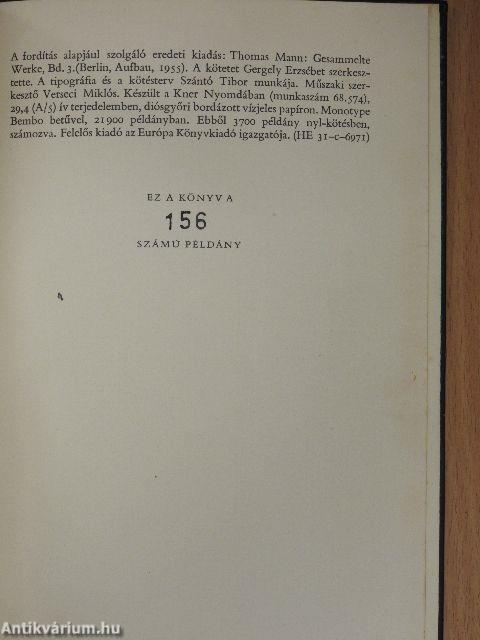 A fordítás alapjául szolgáló eredeti kiadás: Thomas Mann: Gesammelte
Werke, Bd. 3.(Berlin, Aufbau, 1955). A kötetet Gergely Erzsébet szerkesz-
tette. A tipográfia és a kötésterv Szántó Tibor munkája. Műszaki szer-
kesztő Verseci Miklós. Készült a Kner Nyomdában (munkaszám 68.574),
29,4 (A/5) ív terjedelemben, diósgyőri bordázott vízjeles papíron. Monotype
Bembo betűvel, 21 900 példányban. Ebből 3700 példány nyl-kötésben,
számozva. Felelős kiadó az Európa Könyvkiadó igazgatója. (HE 31-c-6971)
EZ A KÖNYV A
156
SZÁMÚ PÉLDÁNY
Antikvárium.hu